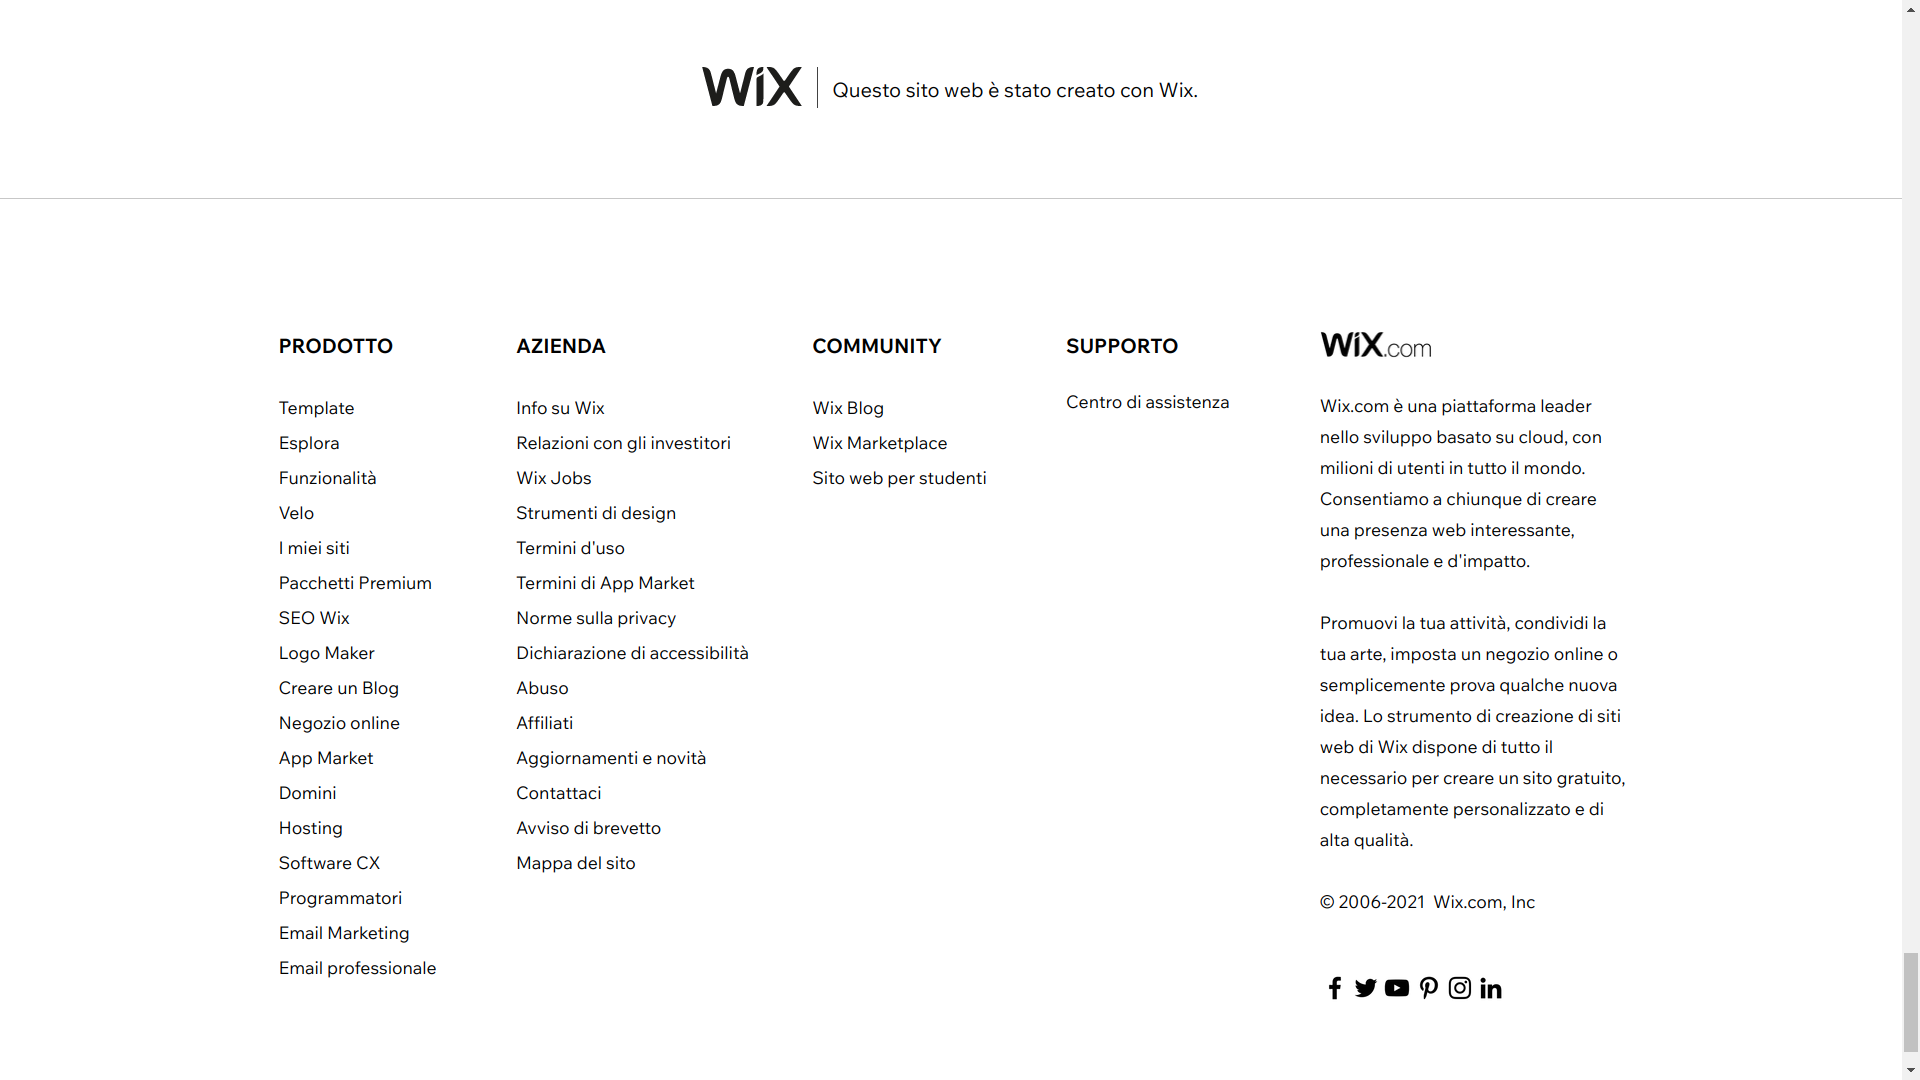 WiX
Questo sito web è stato creato con Wix.
PRODOTTO
Template
Esplora
Funzionalità
Velo
I miei siti
Pacchetti Premium
SEO Wix
Logo Maker
Creare un Blog
Negozio online
App Market
Domini
Hosting
Software CX
Programmatori
Email Marketing
Email professionale
AZIENDA
Info su Wix
Relazioni con gli investitori
Wix Jobs
Strumenti di design
Termini d'uso
Termini di App Market
Norme sulla privacy
Dichiarazione di accessibilità
Abuso
Affiliati
Aggiornamenti e novità
Contattaci
Avviso di brevetto
Mappa del sito
COMMUNITY
Wix Blog
Wix Marketplace
Sito web per studenti
SUPPORTO
Centro di assistenza
WiX.com
Wix.com è una piattaforma leader
nello sviluppo basato su cloud, con
milioni di utenti in tutto il mondo.
Consentiamo a chiunque di creare
una presenza web interessante,
professionale e d'impatto.
Promuovi la tua attività, condividi la
tua arte, imposta un negozio online o
semplicemente prova qualche nuova
idea. Lo strumento di creazione di siti
web di Wix dispone di tutto il
necessario per creare un sito gratuito,
completamente personalizzato e di
alta qualità.
© 2006-2021 Wix.com, Inc